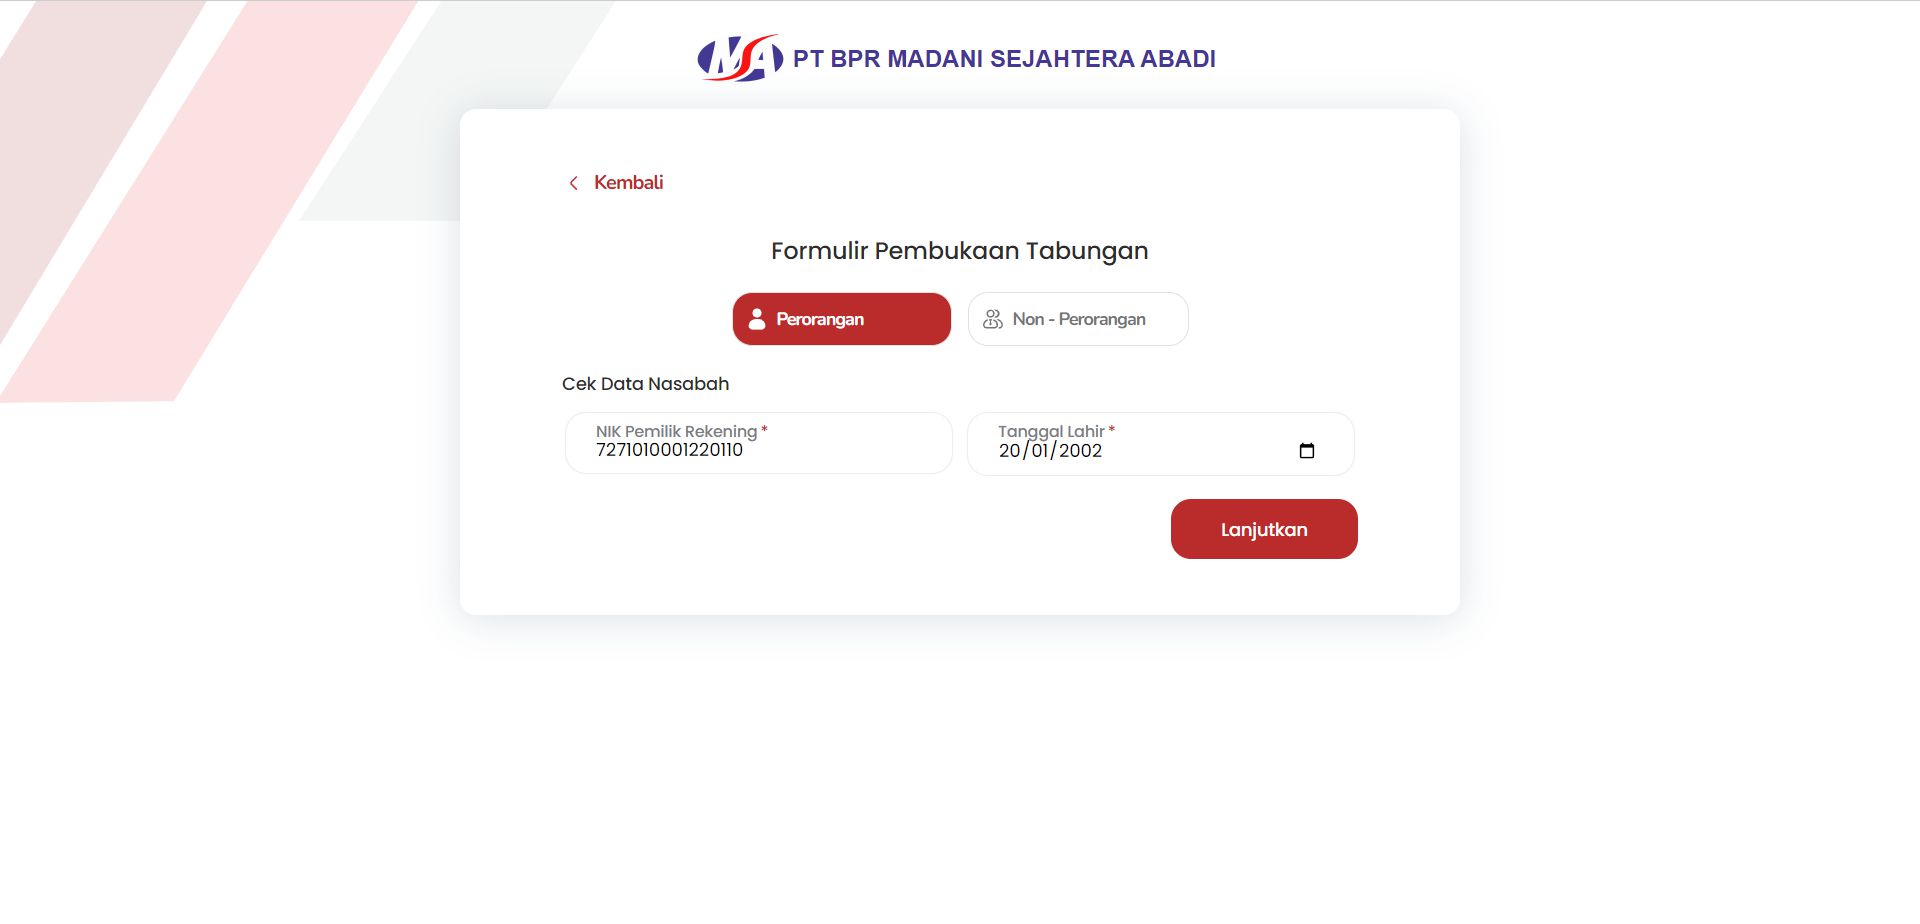 MSA PT BPR MADANI SEJAHTERA ABADI
Kembali
Formulir Pembukaan Tabungan
Perorangan
Non - Perorangan
Cek Data Nasabah
NIK Pemilik Rekening *
7271010001220110
Tanggal Lahir *
20/01/2002
Lanjutkan